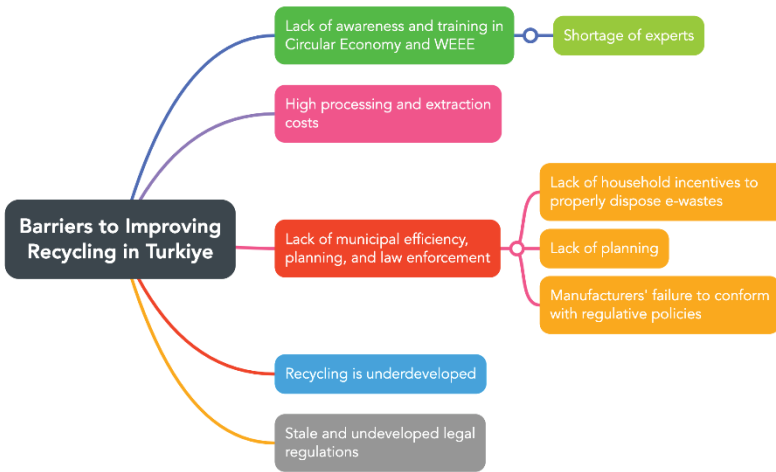 Barriers to Improving
Recycling in Turkiye
Lack of awareness and training in
Circular Economy and WEEE
Shortage of experts
High processing and extraction
costs
Lack of municipal efficiency,
planning, and law enforcement
Lack of household incentives to
properly dispose e-wastes
Lack of planning
Manufacturers' failure to conform
with regulative policies
Recycling is underdeveloped
Stale and undeveloped legal
regulations